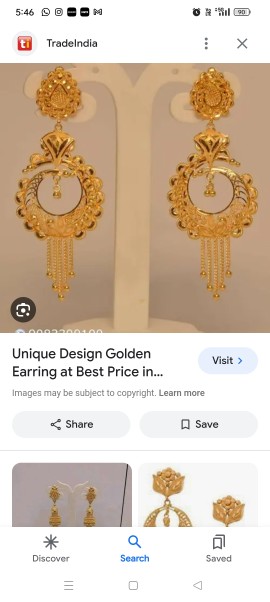 5:46
90
TradeIndia
Unique Design Golden
Earring at Best Price in...
Visit
Images may be subject to copyright. Learn more
Share
Save
Discover
Search
Saved